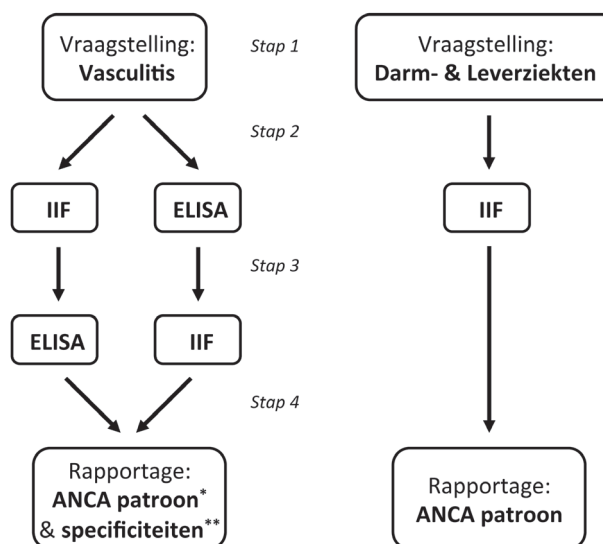 Vraagstelling:
Vasculitis
Stap 1
Vraagstelling:
Darm- & Leverziekten
Stap 2
IIF
ELISA
IIF
Stap 3
ELISA
IIF
Stap 4
Rapportage:
ANCA patroon*
& specificiteiten**
Rapportage:
ANCA patroon